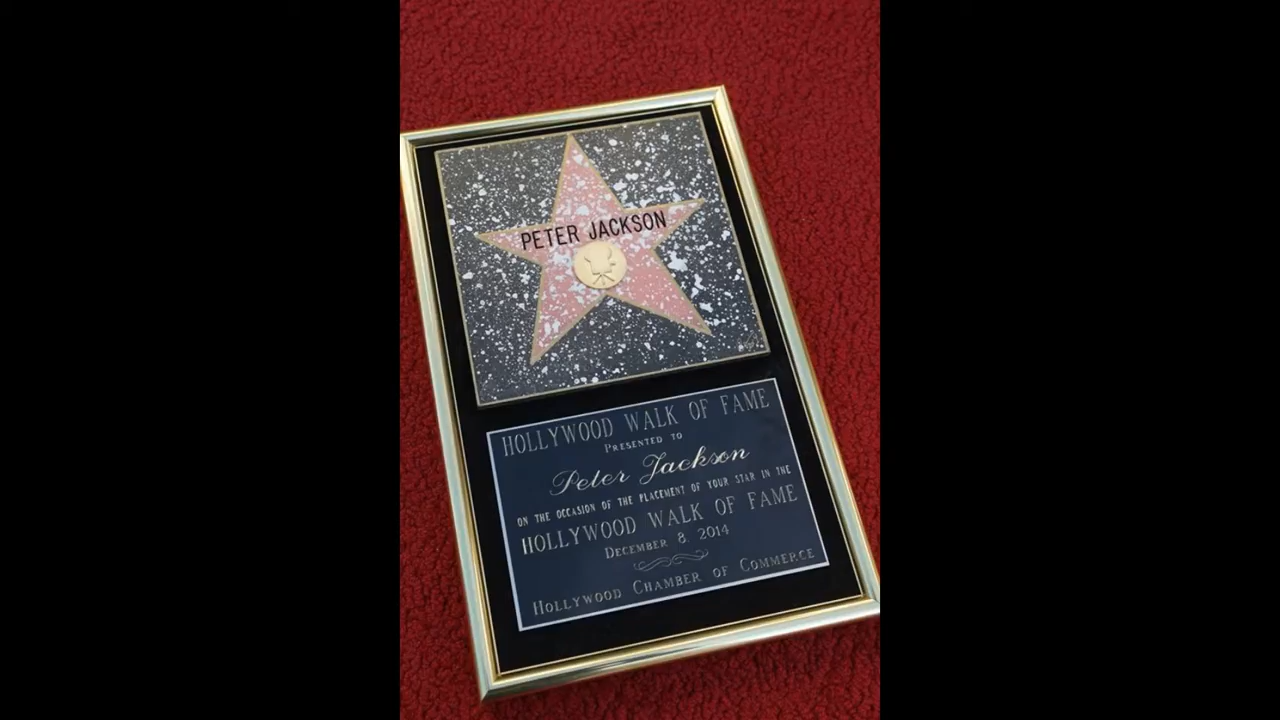 PETER JACKSON
HOLLYWOOD WALK OF FAME
PRESENTED TO
Peter Jackson
ON THE OCCASION OF THE PLACEMENT OF YOUR STAR IN THE
HOLLYWOOD WALK OF FAME
DECEMBER 8, 2014
HOLLYWOOD CHAMBER OF COMMERCE